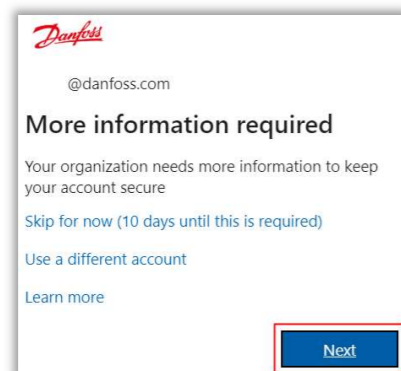 Danfoss
@danfoss.com
More information required
Your organization needs more information to keep
your account secure
Skip for now (10 days until this is required)
Use a different account
Learn more
Next